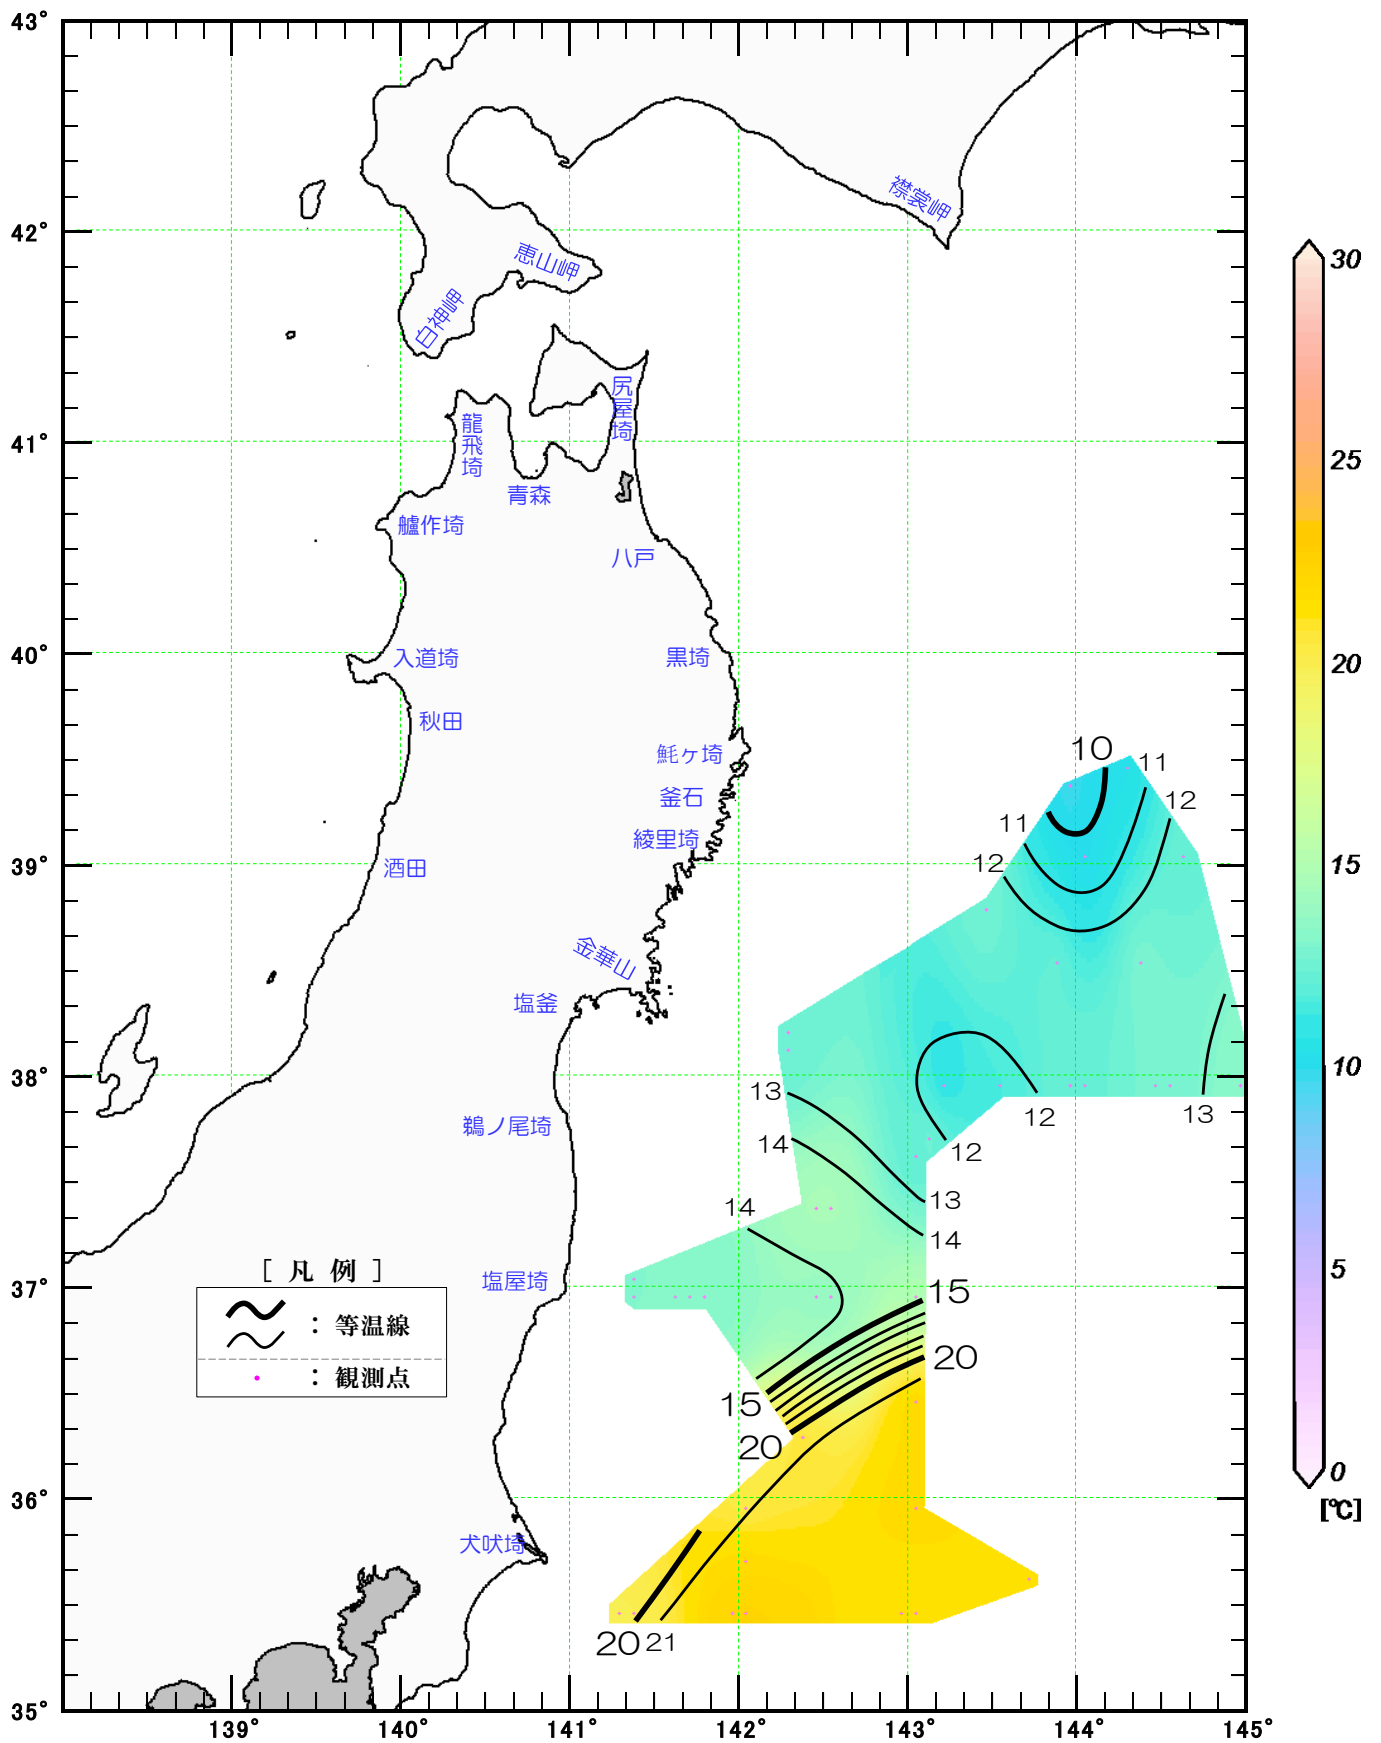 43°
42°
41°
40°
39°
38°
37°
36°
35°
139°
140°
141°
142°
143°
144°
145°
襟裳岬
恵山岬
白神岬
尻屋埼
龍飛埼
青森
艫作埼
八戸
入道埼
黒埼
秋田
魹ヶ埼
釜石
綾里埼
酒田
金華山
塩釜
鵜ノ尾埼
塩屋埼
犬吠埼
10
11
12
11
12
13
12
13
14
12
13
14
14
15
20
15
20
20
21
[ 凡 例 ]
: 等温線
: 観測点
30
25
20
15
10
5
0
[℃]